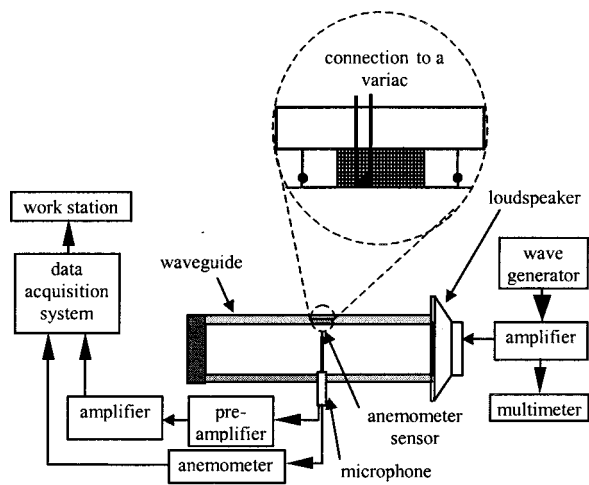 connection to a
variac
work station
loudspeaker
waveguide
wave
generator
data
acquisition
system
amplifier
amplifier
pre-
amplifier
anemometer
sensor
multimeter
anemometer
microphone